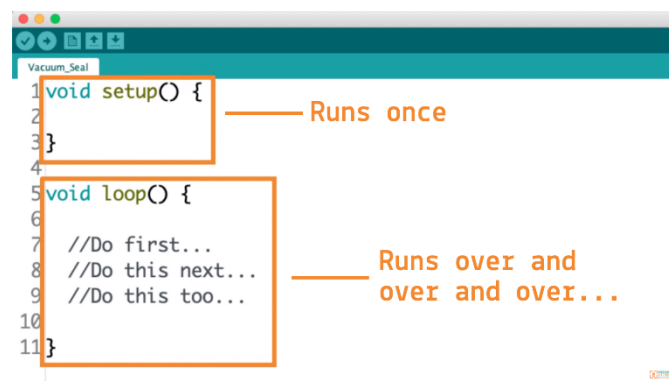 Vacuum_Seal
1 void setup() {
2
3 }
4
5 void loop() {
6
7 //Do first...
8 //Do this next...
9 //Do this too...
10
11 }
Runs once
Runs over and
over and over...